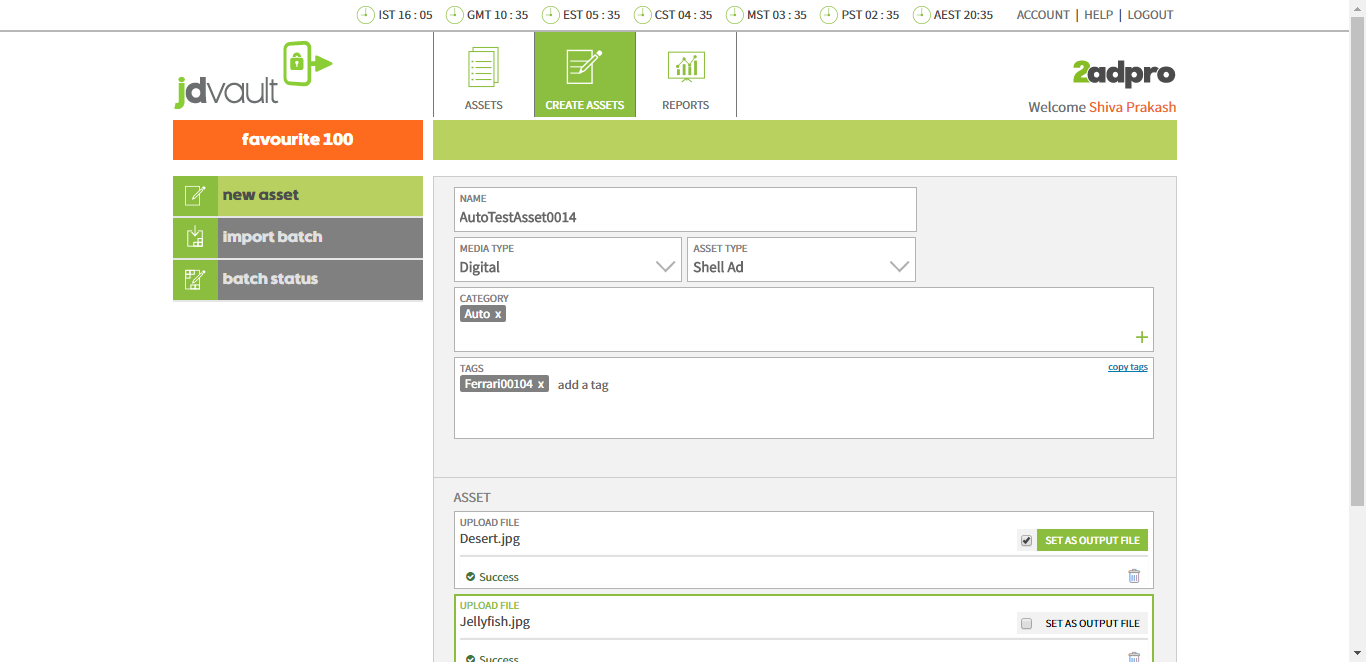 IST 16 : 05 GMT 10 : 35 EST 05 : 35 CST 04 : 35 MST 03 : 35 PST 02 : 35 AEST 20:35 ACCOUNT | HELP | LOGOUT
jdvault
ASSETS CREATE ASSETS REPORTS
2adpro
Welcome Shiva Prakash
favourite 100
new asset
import batch
batch status
NAME
AutoTestAsset0014
MEDIA TYPE ASSET TYPE
Digital Shell Ad
CATEGORY
Auto x
+
TAGS copy tags
Ferrari00104 x add a tag
ASSET
UPLOAD FILE
Desert.jpg SET AS OUTPUT FILE
Success
UPLOAD FILE
Jellyfish.jpg SET AS OUTPUT FILE
Success